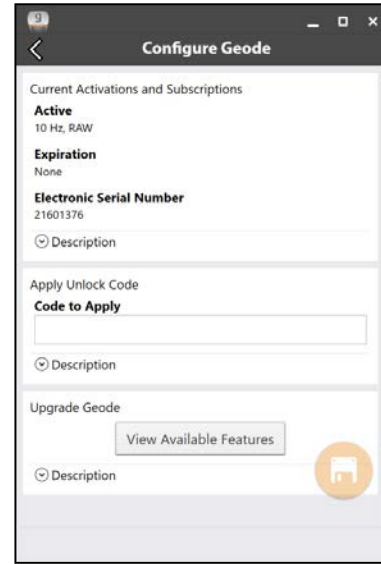 9
Configure Geode
Current Activations and Subscriptions
Active
10 Hz, RAW
Expiration
None
Electronic Serial Number
21601376
Description
Apply Unlock Code
Code to Apply
Description
Upgrade Geode
View Available Features
Description